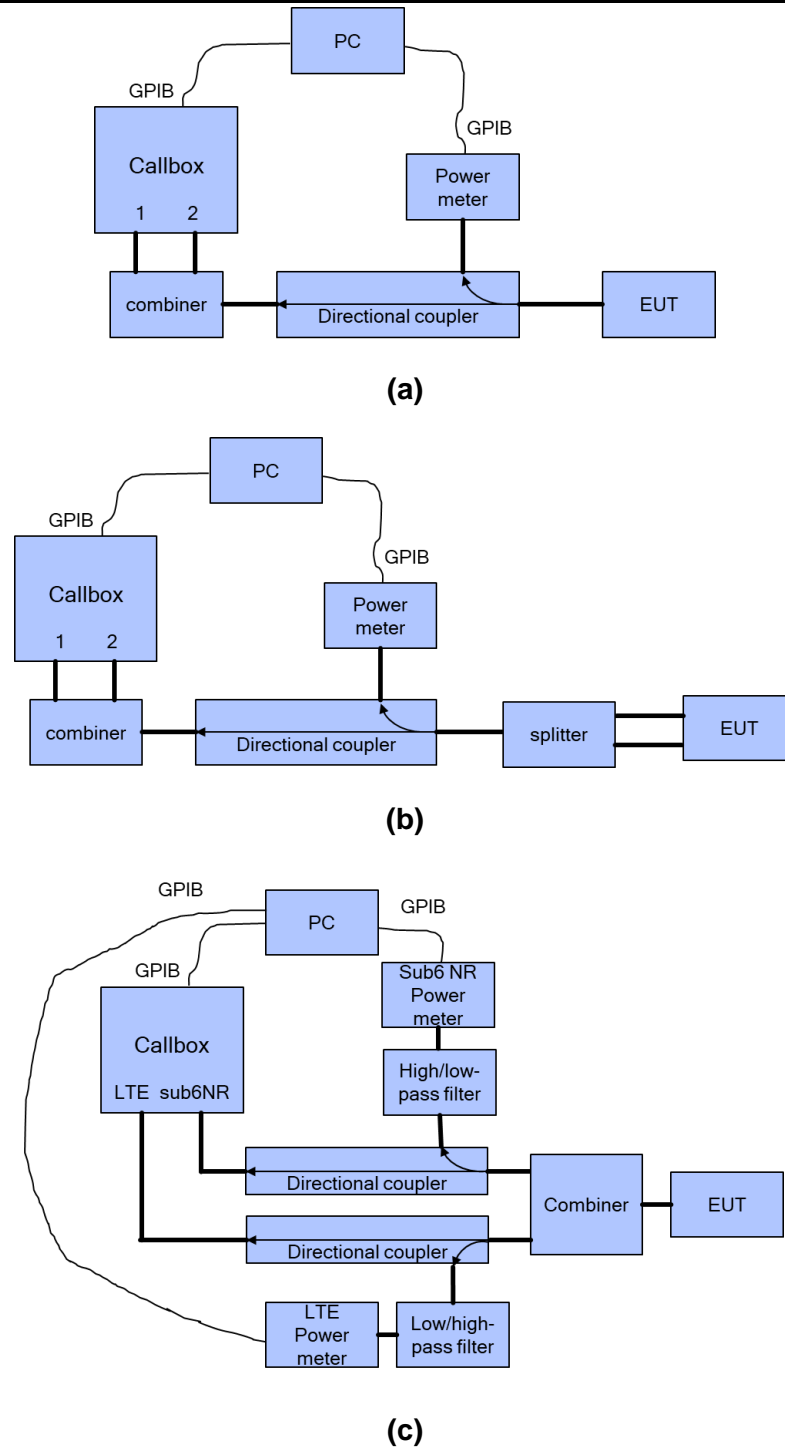 PC
GPIB
GPIB
Callbox
Power
meter
1 2
combiner
Directional coupler
EUT
(a)
PC
GPIB
GPIB
Callbox
Power
meter
1 2
combiner
Directional coupler
splitter
EUT
(b)
GPIB
PC
GPIB
GPIB
Sub6 NR
Power
meter
Callbox
LTE sub6NR
High/low-
pass filter
Directional coupler
Combiner
EUT
Directional coupler
LTE
Power
meter
Low/high-
pass filter
(c)